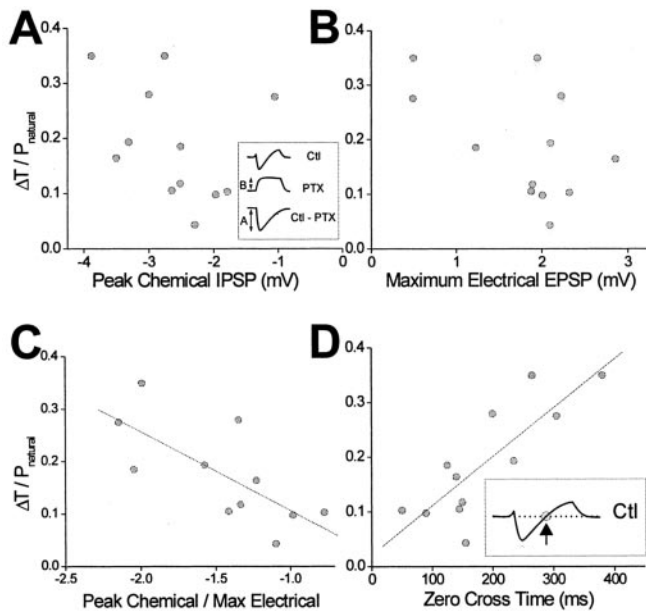 A
B
0.4
0.3
0.2
0.1
0.0
ΔT / Pnatural
Ctl
B
PTX
A
Ctl - PTX
-4
-3
-2
-1
0
Peak Chemical IPSP (mV)
0.4
0.3
0.2
0.1
0.0
0
1
2
3
Maximum Electrical EPSP (mV)
C
D
0.4
0.3
0.2
0.1
0.0
ΔT / Pnatural
-2.5
-2.0
-1.5
-1.0
Peak Chemical / Max Electrical
0.4
0.3
0.2
0.1
0.0
Ctl
0
100
200
300
400
Zero Cross Time (ms)